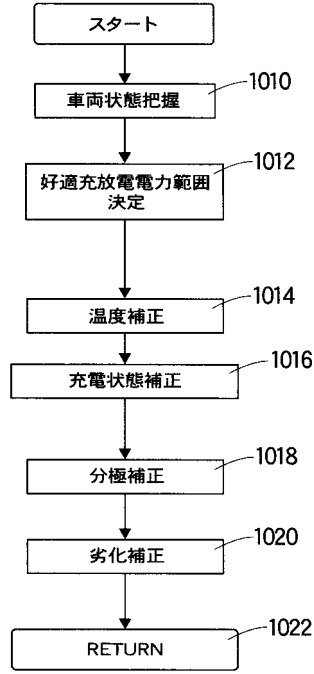 スタート
1010
車両状態把握
1012
好適充放電電力範囲
決定
1014
温度補正
1016
充電状態補正
1018
分極補正
1020
劣化補正
1022
RETURN